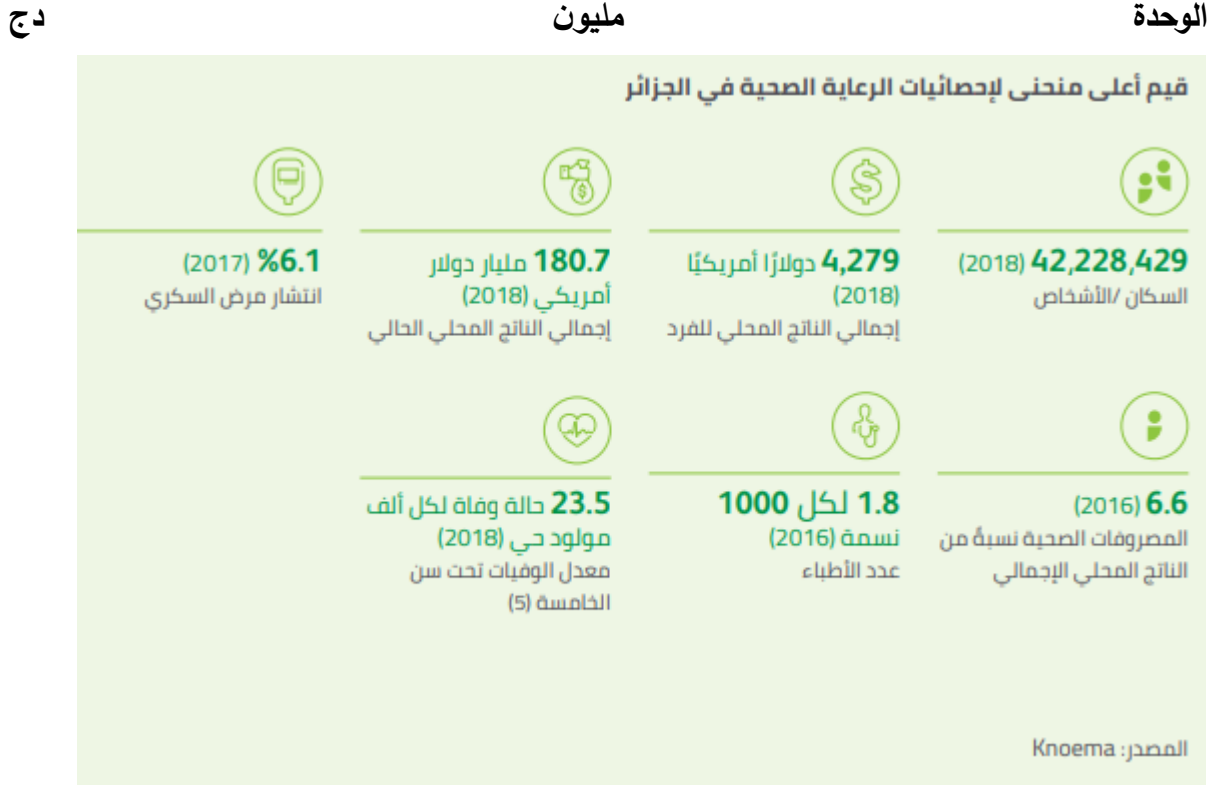 الوحدة مليون دج
قيم أعلى منحنى لإحصائيات الرعاية الصحية في الجزائر
42,228,429 (2018)
السكان /الأشخاص
4,279 دولارًا أمريكيًا
(2018)
إجمالي الناتج المحلي للفرد
180.7 مليار دولار
أمريكي (2018)
إجمالي الناتج المحلي الحالي
%6.1 (2017)
انتشار مرض السكري
6.6 (2016)
المصروفات الصحية نسبةً من
الناتج المحلي الإجمالي
1.8 لكل 1000
نسمة (2016)
عدد الأطباء
23.5 حالة وفاة لكل ألف
مولود حي (2018)
معدل الوفيات تحت سن
الخامسة (5)
المصدر: Knoema